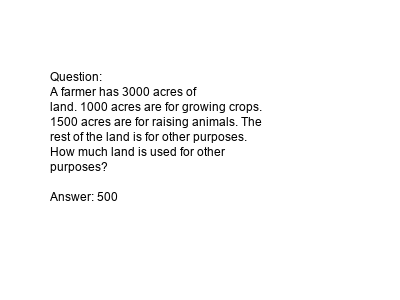 Question:
A farmer has 3000 acres of
land. 1000 acres are for growing crops.
1500 acres are for raising animals. The
rest of the land is for other purposes.
How much land is used for other
purposes?

Answer: 500